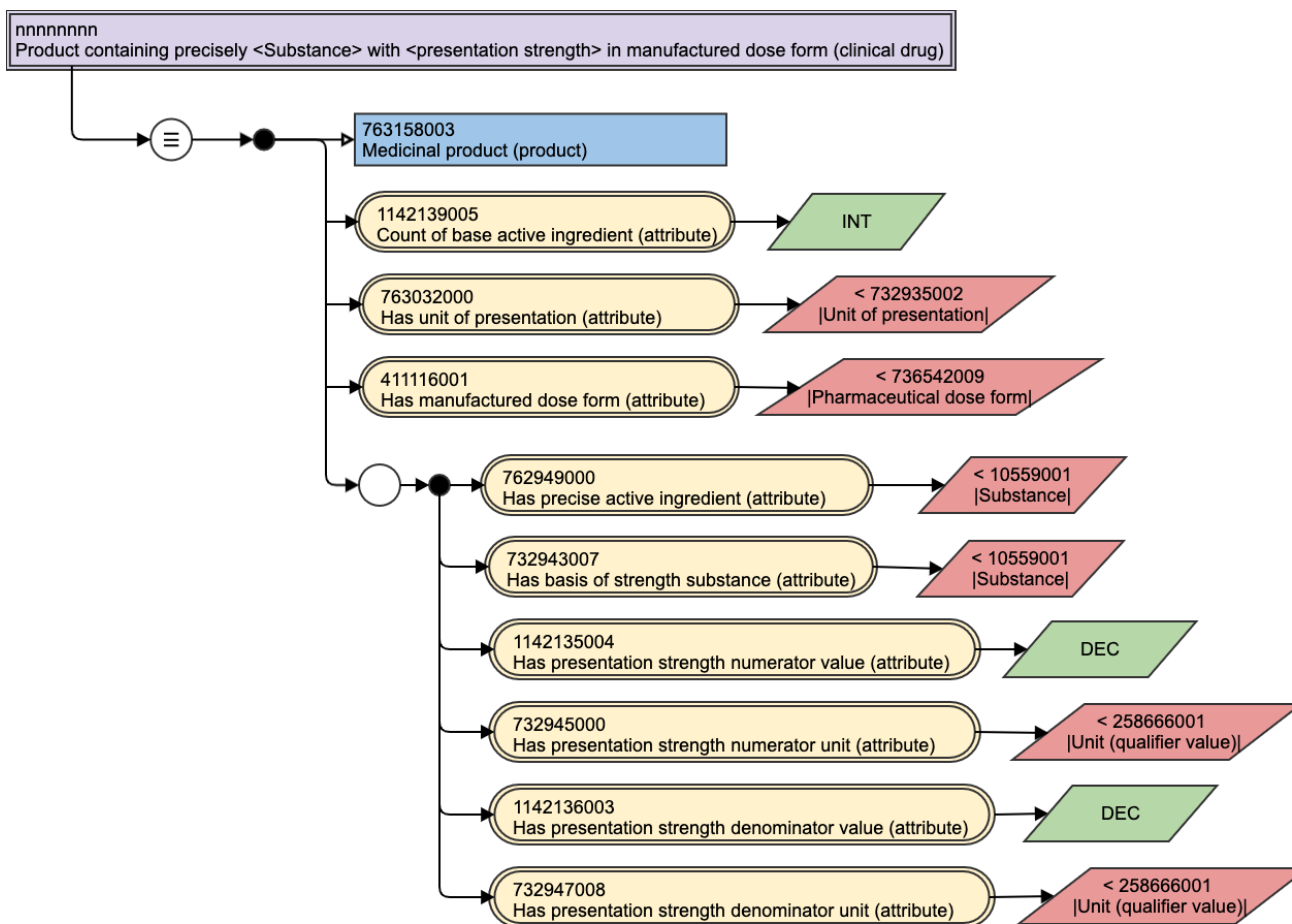 nnnnnnnn
Product containing precisely <Substance> with <presentation strength> in manufactured dose form (clinical drug)
763158003
Medicinal product (product)
1142139005
Count of base active ingredient (attribute)
INT
763032000
Has unit of presentation (attribute)
< 732935002
|Unit of presentation|
411116001
Has manufactured dose form (attribute)
< 736542009
|Pharmaceutical dose form|
762949000
Has precise active ingredient (attribute)
< 10559001
|Substance|
732943007
Has basis of strength substance (attribute)
< 10559001
|Substance|
1142135004
Has presentation strength numerator value (attribute)
DEC
732945000
Has presentation strength numerator unit (attribute)
< 258666001
|Unit (qualifier value)|
1142136003
Has presentation strength denominator value (attribute)
DEC
732947008
Has presentation strength denominator unit (attribute)
< 258666001
|Unit (qualifier value)|